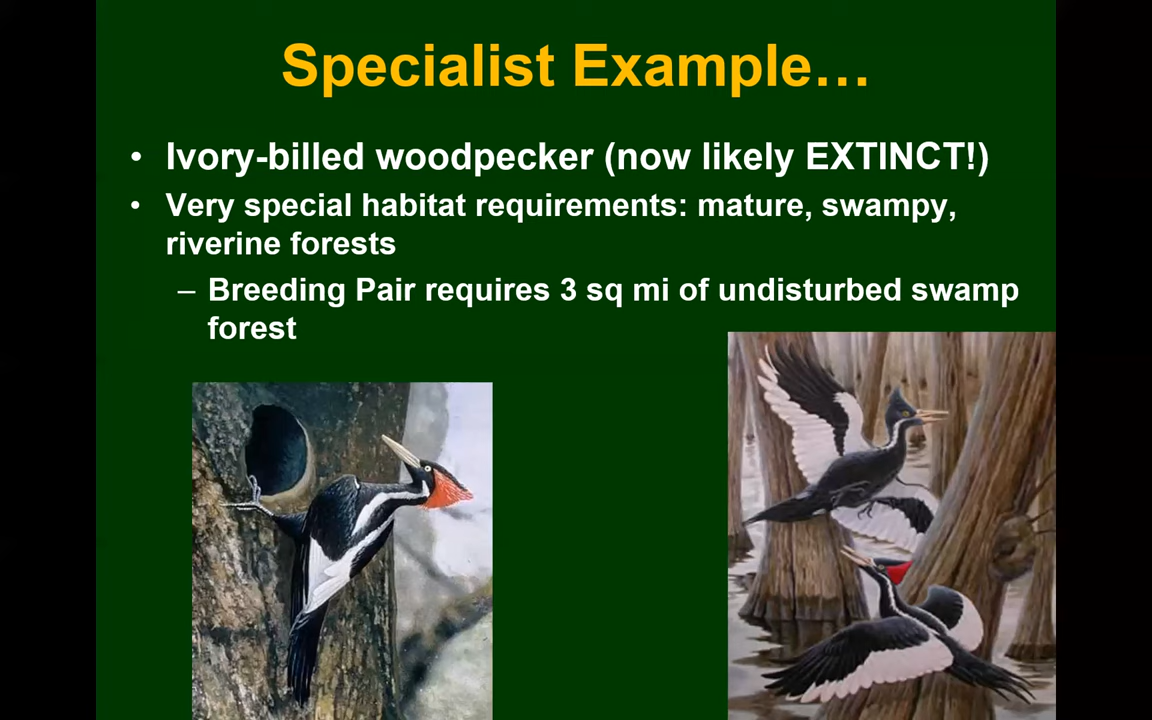 Specialist Example…
• Ivory-billed woodpecker (now likely EXTINCT!)
• Very special habitat requirements: mature, swampy,
riverine forests
– Breeding Pair requires 3 sq mi of undisturbed swamp
forest